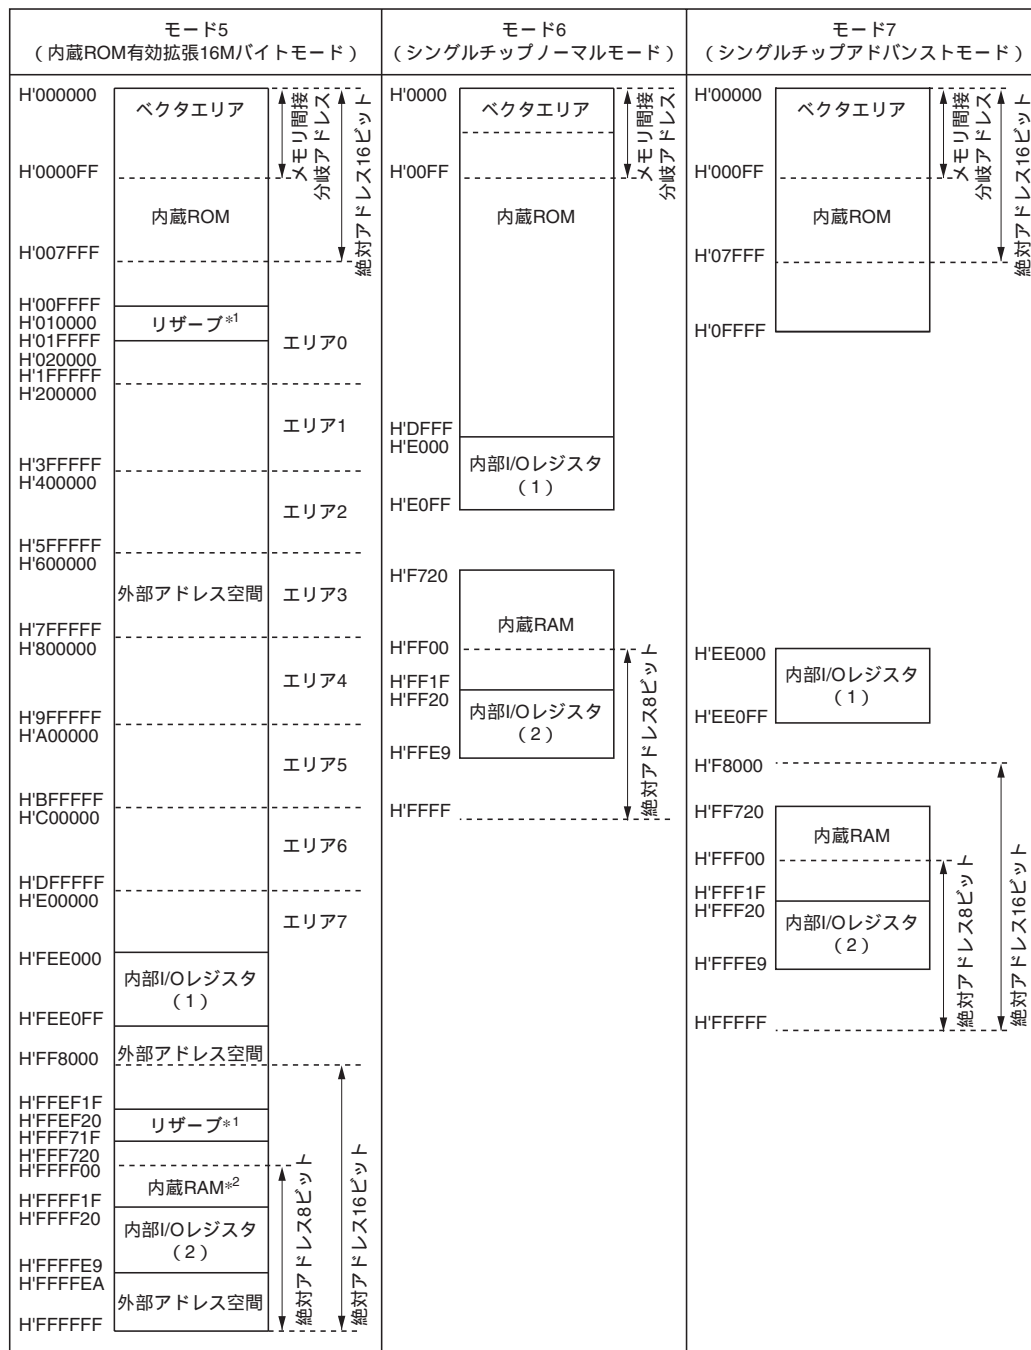 モード5
（内蔵ROM有効拡張16Mバイトモード）
H'000000
ベクタエリア
H'0000FF
内蔵ROM
H'007FFF
H'00FFFF
H'010000
リザーブ*1
H'01FFFF
H'020000
H'1FFFFF
H'200000
H'3FFFFF
H'400000
H'5FFFFF
H'600000
外部アドレス空間
H'7FFFFF
H'800000
H'9FFFFF
H'A00000
H'BFFFFF
H'C00000
H'DFFFFF
H'E00000
H'FEE000
内部I/Oレジスタ
（1）
H'FEE0FF
外部アドレス空間
H'FF8000
H'FFEF1F
H'FFEF20
リザーブ*1
H'FFF71F
H'FFF720
H'FFFF00
内蔵RAM*2
H'FFFF1F
H'FFFF20
内部I/Oレジスタ
（2）
H'FFFFE9
H'FFFFEA
外部アドレス空間
H'FFFFFF
メモリ間接
分岐アドレス
絶対アドレス16ビット
エリア0
エリア1
エリア2
エリア3
エリア4
エリア5
エリア6
エリア7
絶対アドレス8ビット
絶対アドレス16ビット
モード6
（シングルチップノーマルモード）
H'0000
ベクタエリア
H'00FF
内蔵ROM
H'DFFF
H'E000
内部I/Oレジスタ
（1）
H'E0FF
H'F720
内蔵RAM
H'FF00
H'FF1F
H'FF20
内部I/Oレジスタ
（2）
H'FFE9
H'FFFF
メモリ間接
分岐アドレス
絶対アドレス8ビット
モード7
（シングルチップアドバンストモード）
H'00000
ベクタエリア
H'000FF
内蔵ROM
H'07FFF
H'0FFFF
H'EE000
内部I/Oレジスタ
（1）
H'EE0FF
H'F8000
H'FF720
内蔵RAM
H'FFF00
H'FFF1F
H'FFF20
内部I/Oレジスタ
（2）
H'FFFE9
H'FFFFF
メモリ間接
分岐アドレス
絶対アドレス16ビット
絶対アドレス8ビット
絶対アドレス16ビット